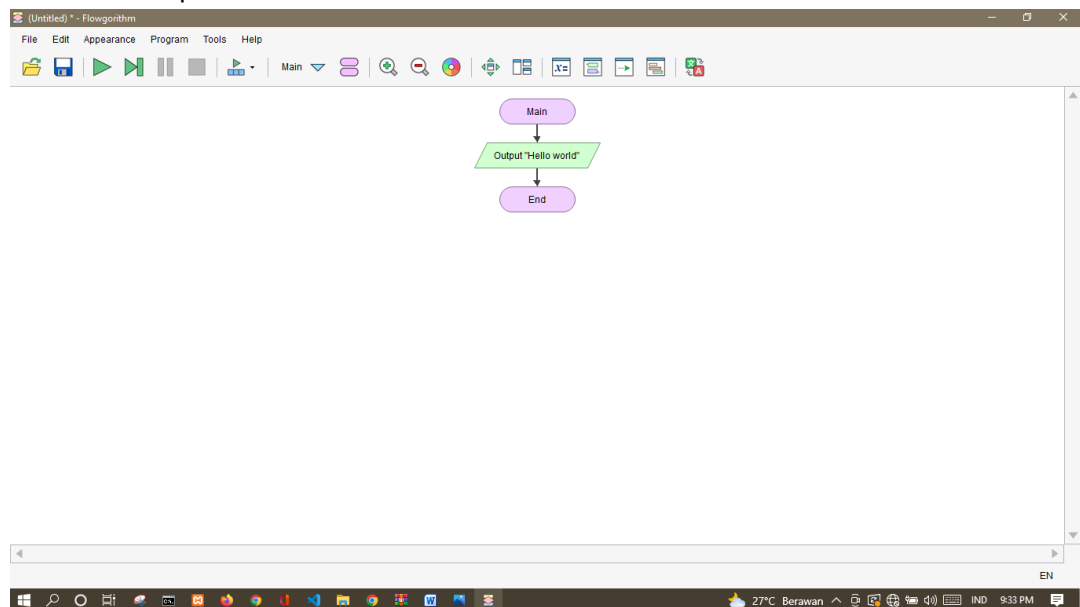 (Untitled) * - Flowgorithm
File Edit Appearance Program Tools Help
Main
Main
Output "Hello world"
End
EN
27°C Berawan IND 9:33 PM